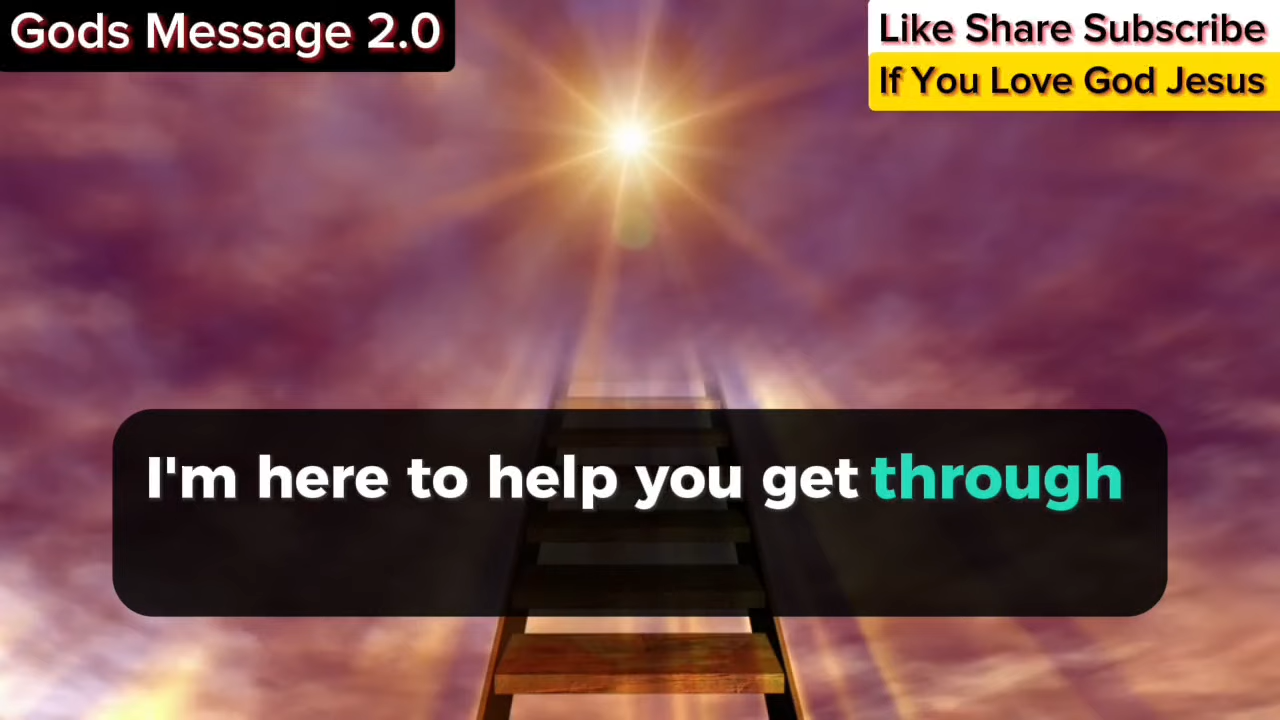 Gods Message 2.0
Like Share Subscribe
If You Love God Jesus
I'm here to help you get through